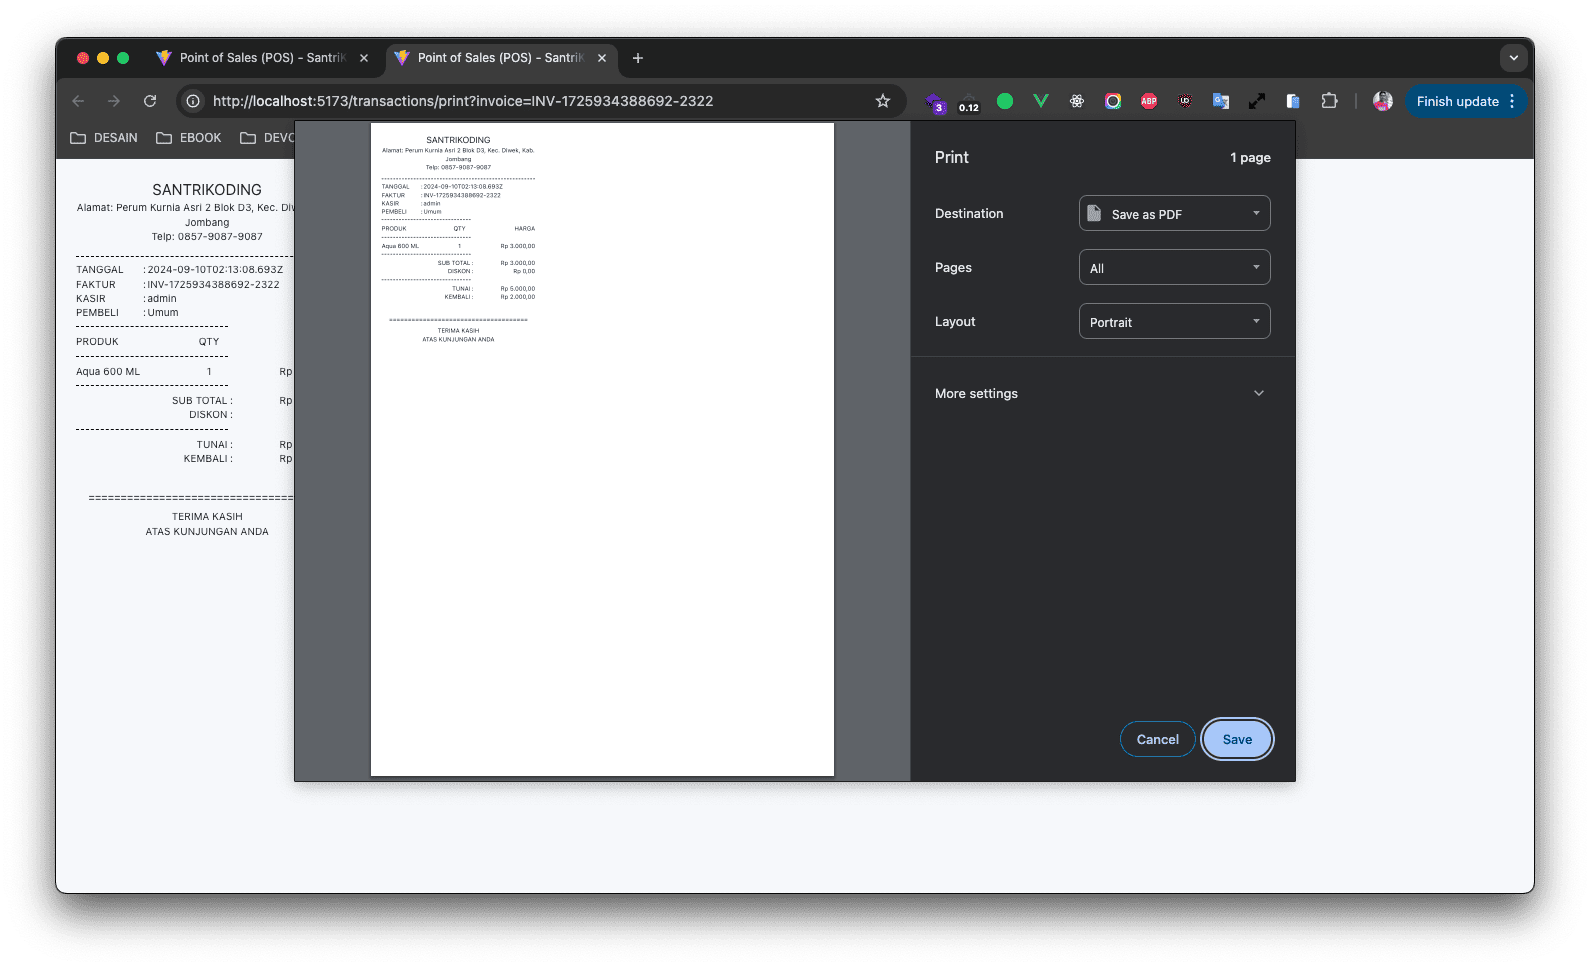 Point of Sales (POS) - Santri
Point of Sales (POS) - Santri
http://localhost:5173/transactions/print?invoice=INV-1725934388692-2322
3
0.12
ABP
Finish update
DESAIN
EBOOK
DEVO
SANTRIKODING
Alamat: Perum Kurnia Asri 2 Blok D3, Kec. Diw
Jombang
Telp: 0857-9087-9087
------------------------------
TANGGAL : 2024-09-10T02:13:08.693Z
FAKTUR : INV-1725934388692-2322
KASIR : admin
PEMBELI : Umum
------------------------------
PRODUK QTY
------------------------------
Aqua 600 ML 1 Rp
------------------------------
SUB TOTAL : Rp
DISKON :
------------------------------
TUNAI : Rp
KEMBALI : Rp
================================
TERIMA KASIH
ATAS KUNJUNGAN ANDA
SANTRIKODING
Alamat: Perum Kurnia Asri 2 Blok D3, Kec. Diwek, Kab.
Jombang
Telp: 0857-9087-9087
----------------------------------------------------
TANGGAL : 2024-09-10T02:13:08.693Z
FAKTUR : INV-1725934388692-2322
KASIR : admin
PEMBELI : Umum
------------------------------
PRODUK QTY HARGA
------------------------------
Aqua 600 ML 1 Rp 3.000,00
------------------------------
SUB TOTAL : Rp 3.000,00
DISKON : Rp 0,00
------------------------------
TUNAI : Rp 5.000,00
KEMBALI : Rp 2.000,00
=====================================
TERIMA KASIH
ATAS KUNJUNGAN ANDA
Print
1 page
Destination
Save as PDF
Pages
All
Layout
Portrait
More settings
Cancel
Save